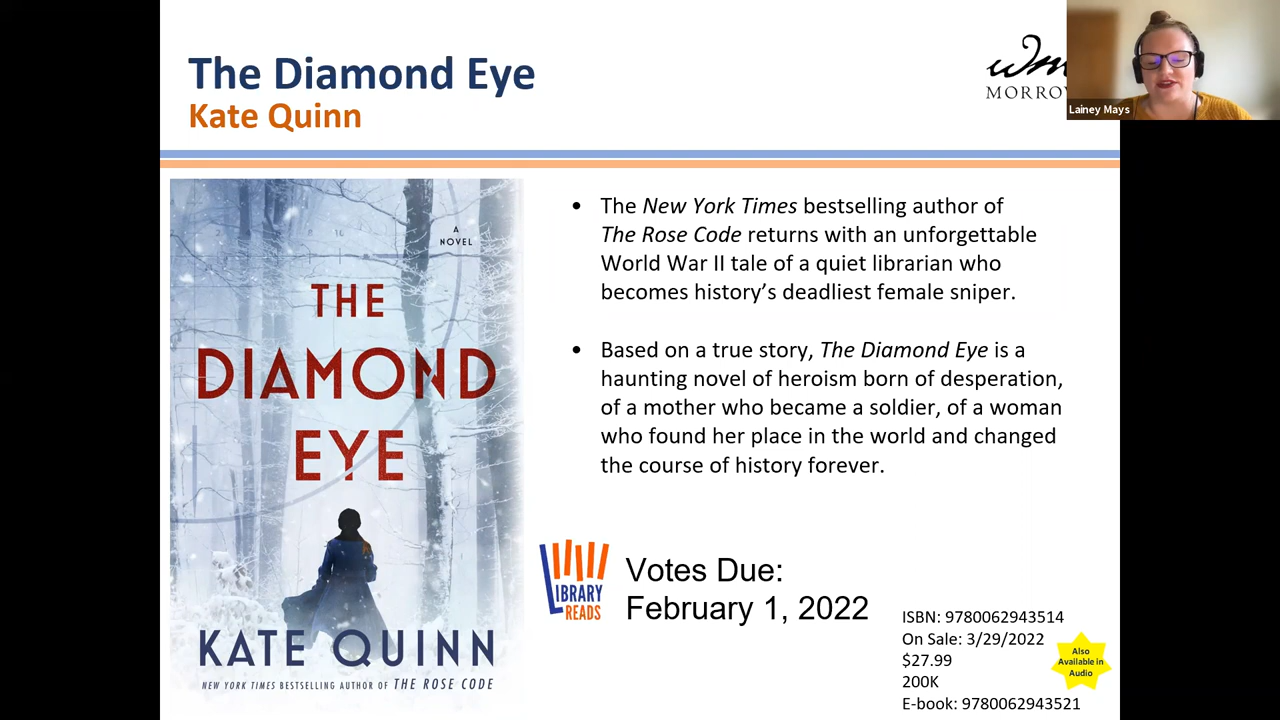 The Diamond Eye
Kate Quinn
MORRO
Lainey Mays
A
NOVEL
THE
DIAMOND
EYE
KATE QUINN
NEW YORK TIMES BESTSELLING AUTHOR OF THE ROSE CODE
• The New York Times bestselling author of
The Rose Code returns with an unforgettable
World War II tale of a quiet librarian who
becomes history’s deadliest female sniper.
• Based on a true story, The Diamond Eye is a
haunting novel of heroism born of desperation,
of a mother who became a soldier, of a woman
who found her place in the world and changed
the course of history forever.
LIBRARY
READS
Votes Due:
February 1, 2022
ISBN: 9780062943514
On Sale: 3/29/2022
$27.99
200K
E-book: 9780062943521
Also
Available in
Audio